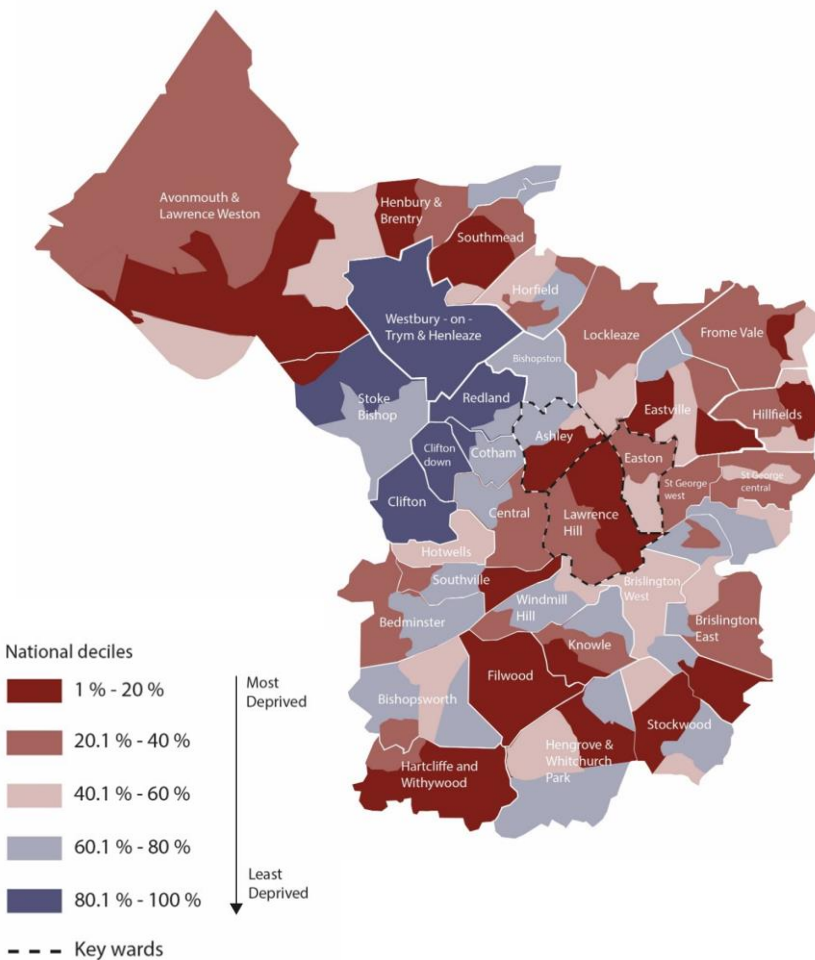 Avonmouth &
Lawrence Weston
Henbury &
Brentry
Southmead
Horfield
Westbury - on -
Trym & Henleaze
Lockleaze
Frome Vale
Bishopston
Stoke
Bishop
Redland
Eastville
Hillfields
Ashley
Clifton
down
Cotham
Easton
St George
west
St George
central
Clifton
Central
Lawrence
Hill
Hotwells
Southville
Brislington
West
Windmill
Hill
Bedminster
Brislington
East
Knowle
Filwood
Bishopsworth
Stockwood
Hengrove &
Whitchurch
Park
Hartcliffe and
Withywood
National deciles
1 % - 20 %
20.1 % - 40 %
40.1 % - 60 %
60.1 % - 80 %
80.1 % - 100 %
Key wards
Most
Deprived
Least
Deprived